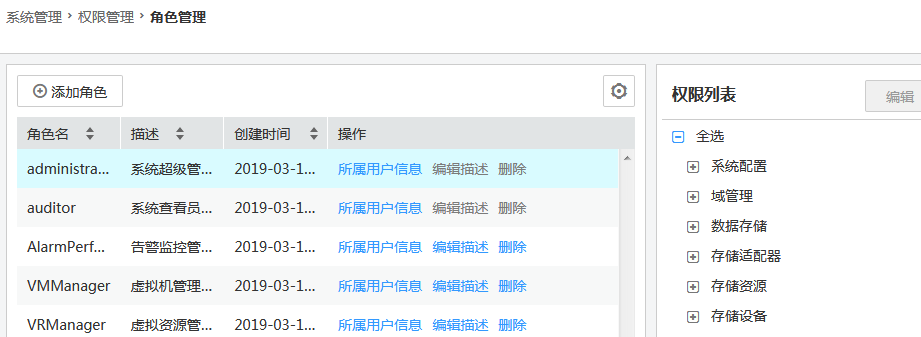 系统管理 > 权限管理 > 角色管理
添加角色
角色名 描述 创建时间 操作
administra... 系统超级管... 2019-03-1... 所属用户信息 编辑描述 删除
auditor 系统查看员... 2019-03-1... 所属用户信息 编辑描述 删除
AlarmPerf... 告警监控管... 2019-03-1... 所属用户信息 编辑描述 删除
VMManager 虚拟机管理... 2019-03-1... 所属用户信息 编辑描述 删除
VRManager 虚拟资源管... 2019-03-1... 所属用户信息 编辑描述 删除
权限列表 编辑
全选
系统配置
域管理
数据存储
存储适配器
存储资源
存储设备